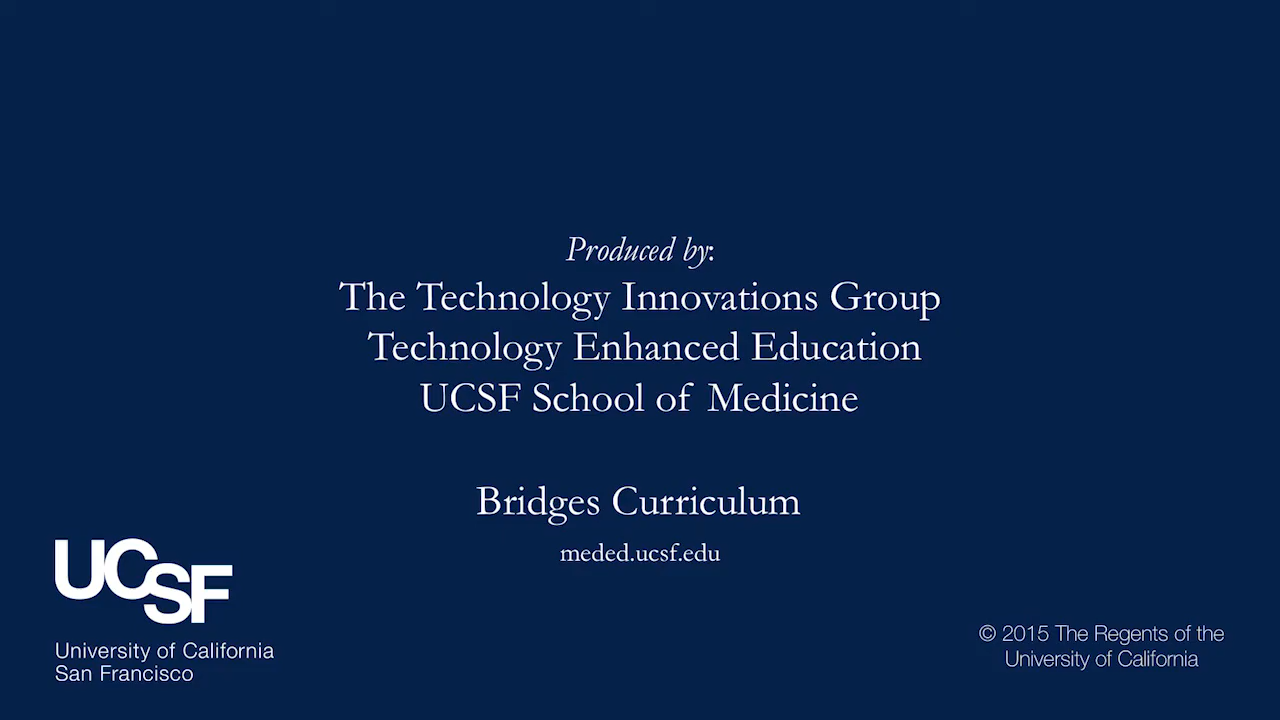 Produced by:
The Technology Innovations Group
Technology Enhanced Education
UCSF School of Medicine
Bridges Curriculum
meded.ucsf.edu
UCSF
University of California
San Francisco
© 2015 The Regents of the
University of California